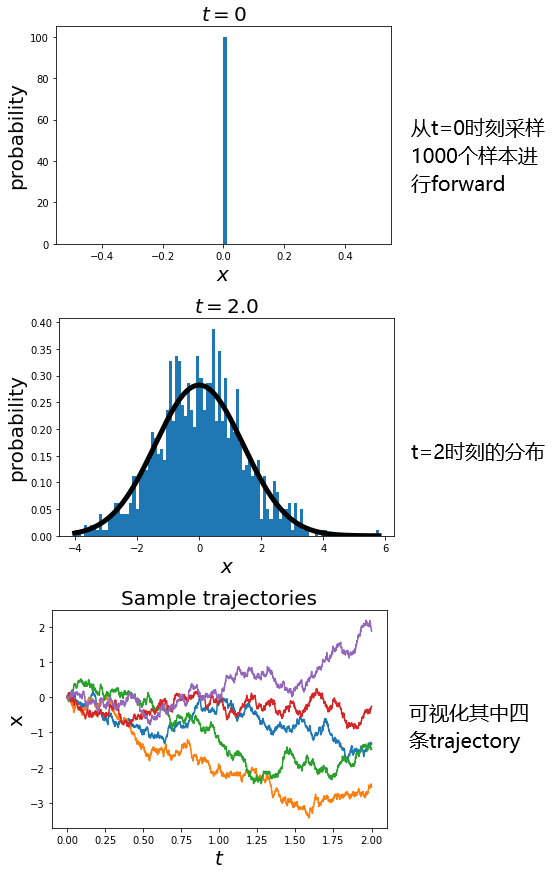 t = 0
100
80
60
40
20
0
probability
−0.4 −0.2 0.0 0.2 0.4
x
从t=0时刻采样
1000个样本进
行forward
t = 2.0
0.40
0.35
0.30
0.25
0.20
0.15
0.10
0.05
0.00
probability
−4 −2 0 2 4 6
x
t=2时刻的分布
Sample trajectories
2
1
0
−1
−2
−3
x
0.00 0.25 0.50 0.75 1.00 1.25 1.50 1.75 2.00
t
可视化其中四
条trajectory